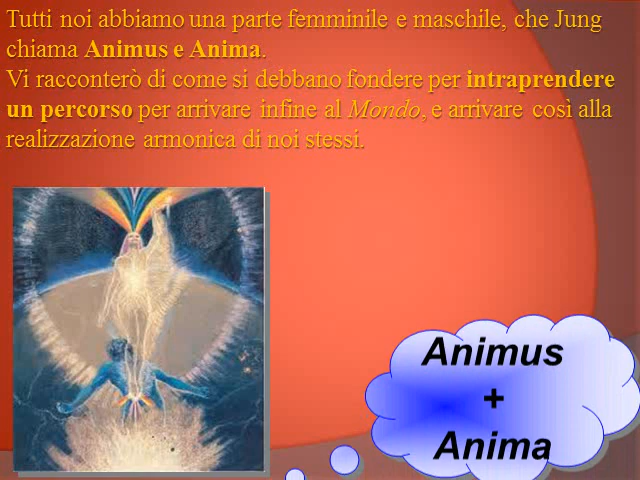 Tutti noi abbiamo una parte femminile e maschile, che Jung
chiama Animus e Anima.
Vi racconterò di come si debbano fondere per intraprendere
un percorso per arrivare infine al Mondo, e arrivare così alla
realizzazione armonica di noi stessi.
Animus
+
Anima